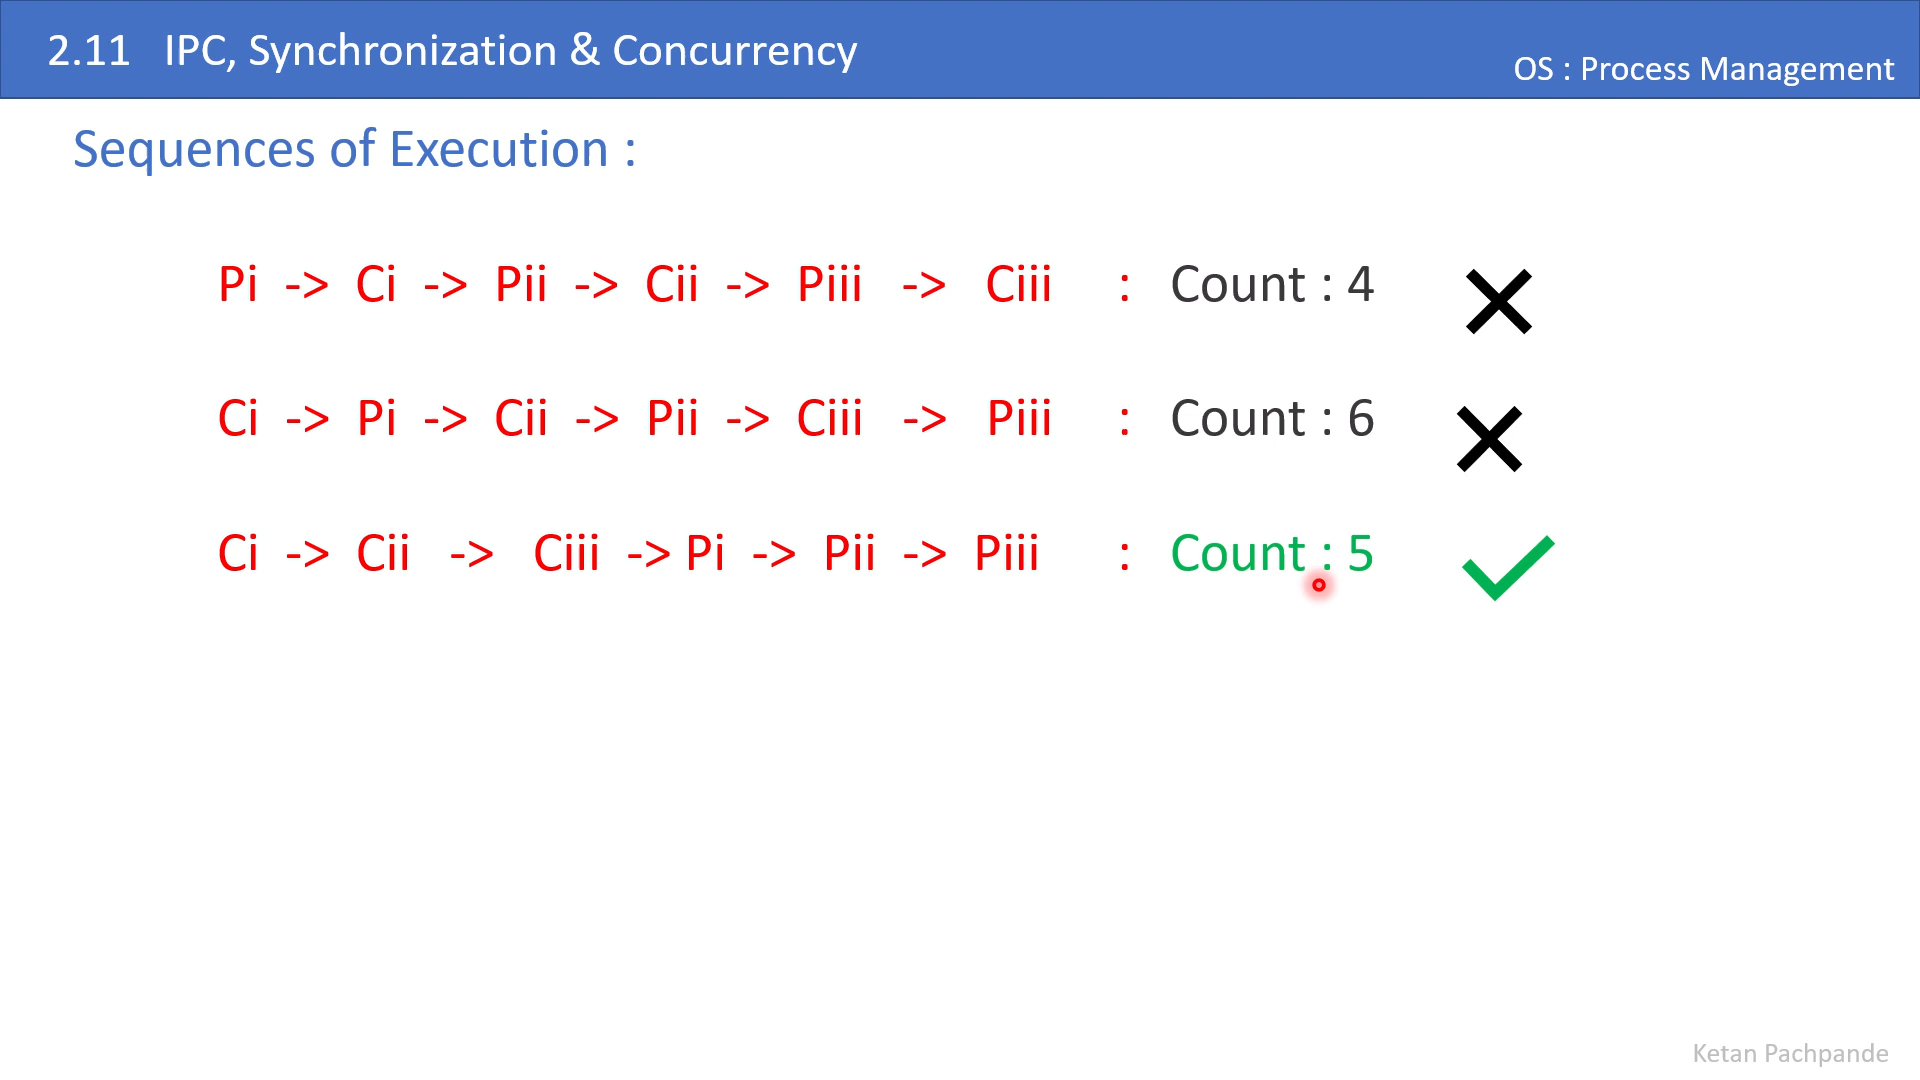 2.11 IPC, Synchronization & Concurrency
OS : Process Management
Sequences of Execution :
Pi -> Ci -> Pii -> Cii -> Piii -> Ciii : Count : 4
Ci -> Pi -> Cii -> Pii -> Ciii -> Piii : Count : 6
Ci -> Cii -> Ciii -> Pi -> Pii -> Piii : Count : 5
Ketan Pachpande